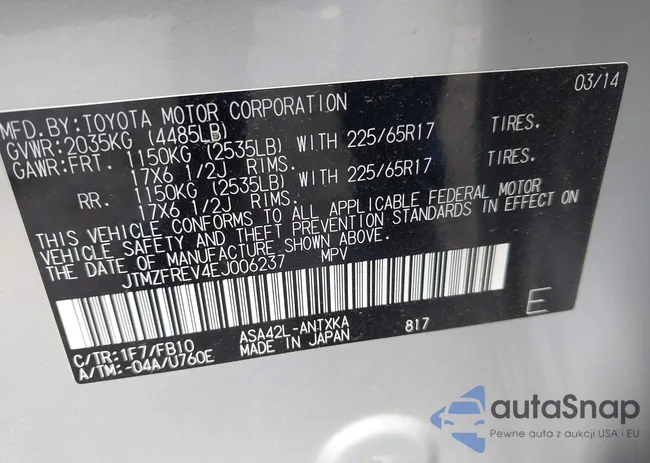 MFD.BY:TOYOTA MOTOR CORPORATION 03/14
GVWR:2035KG (4485LB)
GAWR:FRT. 1150KG (2535LB) WITH 225/65R17 TIRES.
17X6 1/2J RIMS.
RR. 1150KG (2535LB) WITH 225/65R17 TIRES.
17X6 1/2J RIMS.
THIS VEHICLE CONFORMS TO ALL APPLICABLE FEDERAL MOTOR
VEHICLE SAFETY AND THEFT PREVENTION STANDARDS IN EFFECT ON
THE DATE OF MANUFACTURE SHOWN ABOVE.
JTMZFREV4EJ006237 MPV
C/TR:1F7/FB10 ASA42L-ANTXKA 817 E
A/TM:-04A/U760E MADE IN JAPAN
autaSnap
Pewne auta z aukcji USA i EU